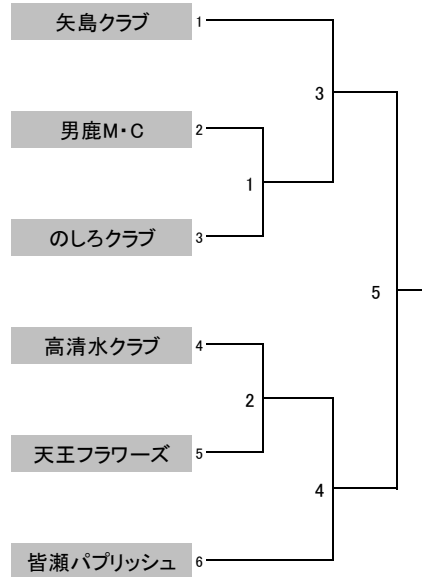 矢島クラブ 1
3
男鹿M・C 2
1
のしろクラブ 3
5
高清水クラブ 4
2
天王フラワーズ 5
4
皆瀬パプリッシュ 6